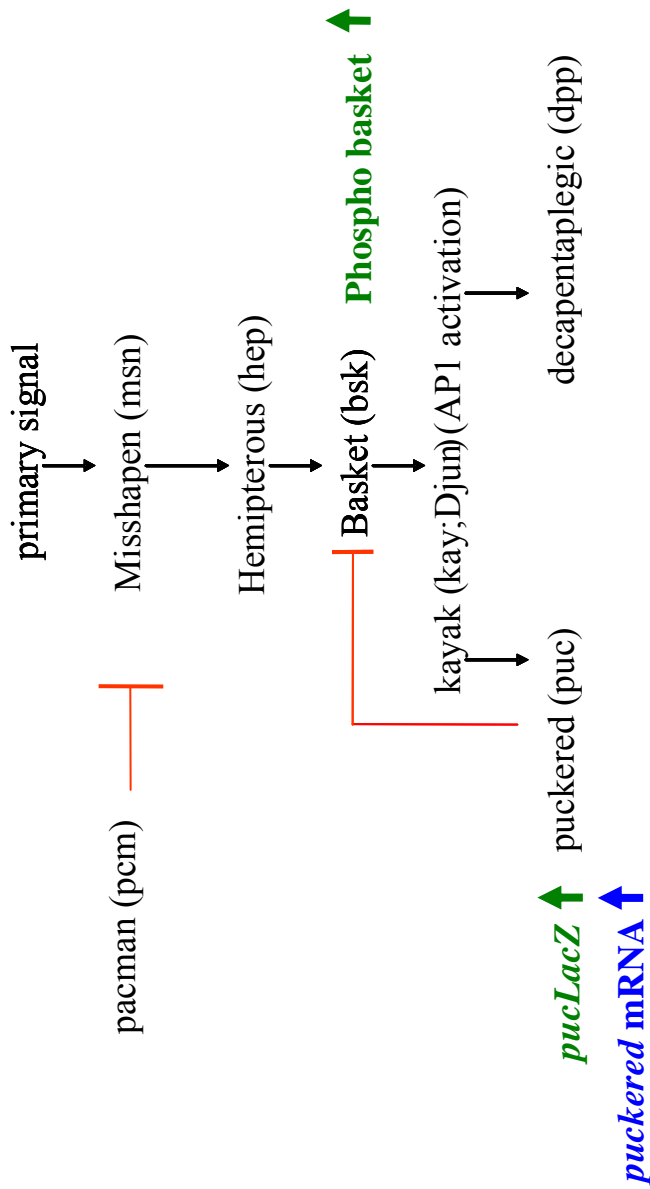 primary signal
Misshapen (msn)
pacman (pcm)
Hemipterous (hep)
Basket (bsk)
Phospho basket
kayak (kay;Djun)(AP1 activation)
puckered (puc)
decapentaplegic (dpp)
pucLacZ
puckered mRNA